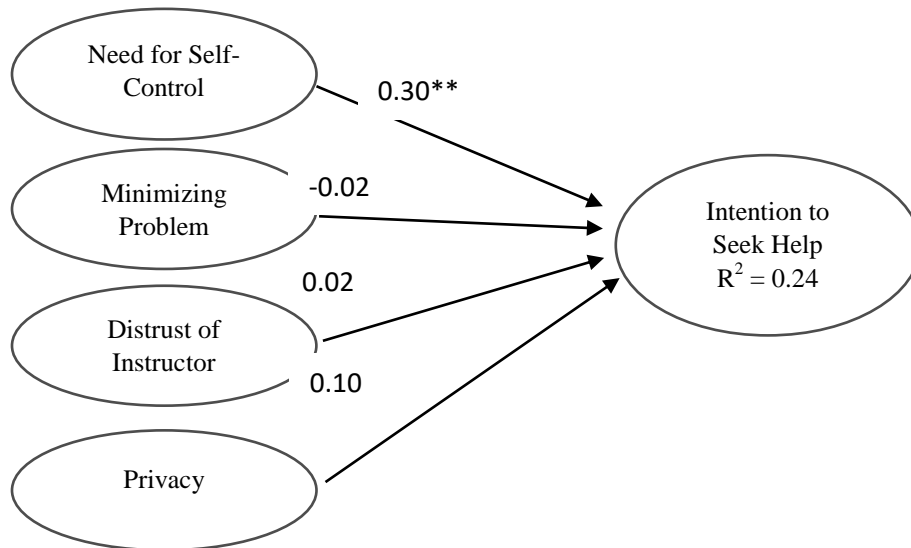 Need for Self-
Control
0.30**
Minimizing
Problem
-0.02
Intention to
Seek Help
R² = 0.24
0.02
Distrust of
Instructor
0.10
Privacy